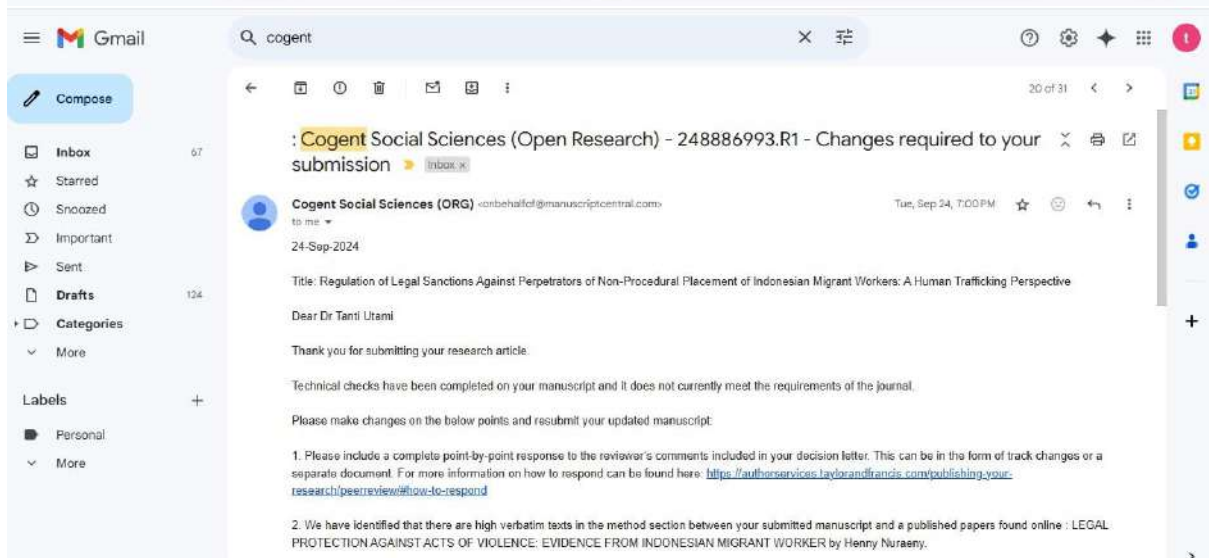 Gmail
cogent
Compose
20 of 31
: Cogent Social Sciences (Open Research) - 248886993.R1 - Changes required to your
submission Inbox x
Inbox 67
Starred
Snoozed
Important
Sent
Drafts 124
Categories
More
Labels
Personal
More
Cogent Social Sciences (ORG) <onbehalfof@manuscriptcentral.com> Tue, Sep 24, 7:00 PM
to me
24-Sep-2024
Title: Regulation of Legal Sanctions Against Perpetrators of Non-Procedural Placement of Indonesian Migrant Workers: A Human Trafficking Perspective
Dear Dr Tanti Utami
Thank you for submitting your research article.
Technical checks have been completed on your manuscript and it does not currently meet the requirements of the journal.
Please make changes on the below points and resubmit your updated manuscript:
1. Please include a complete point-by-point response to the reviewer's comments included in your decision letter. This can be in the form of track changes or a
separate document. For more information on how to respond can be found here: https://authorservices.taylorandfrancis.com/publishing-your-
research/peerreview/#how-to-respond
2. We have identified that there are high verbatim texts in the method section between your submitted manuscript and a published papers found online : LEGAL
PROTECTION AGAINST ACTS OF VIOLENCE: EVIDENCE FROM INDONESIAN MIGRANT WORKER by Henny Nuraeny.
t